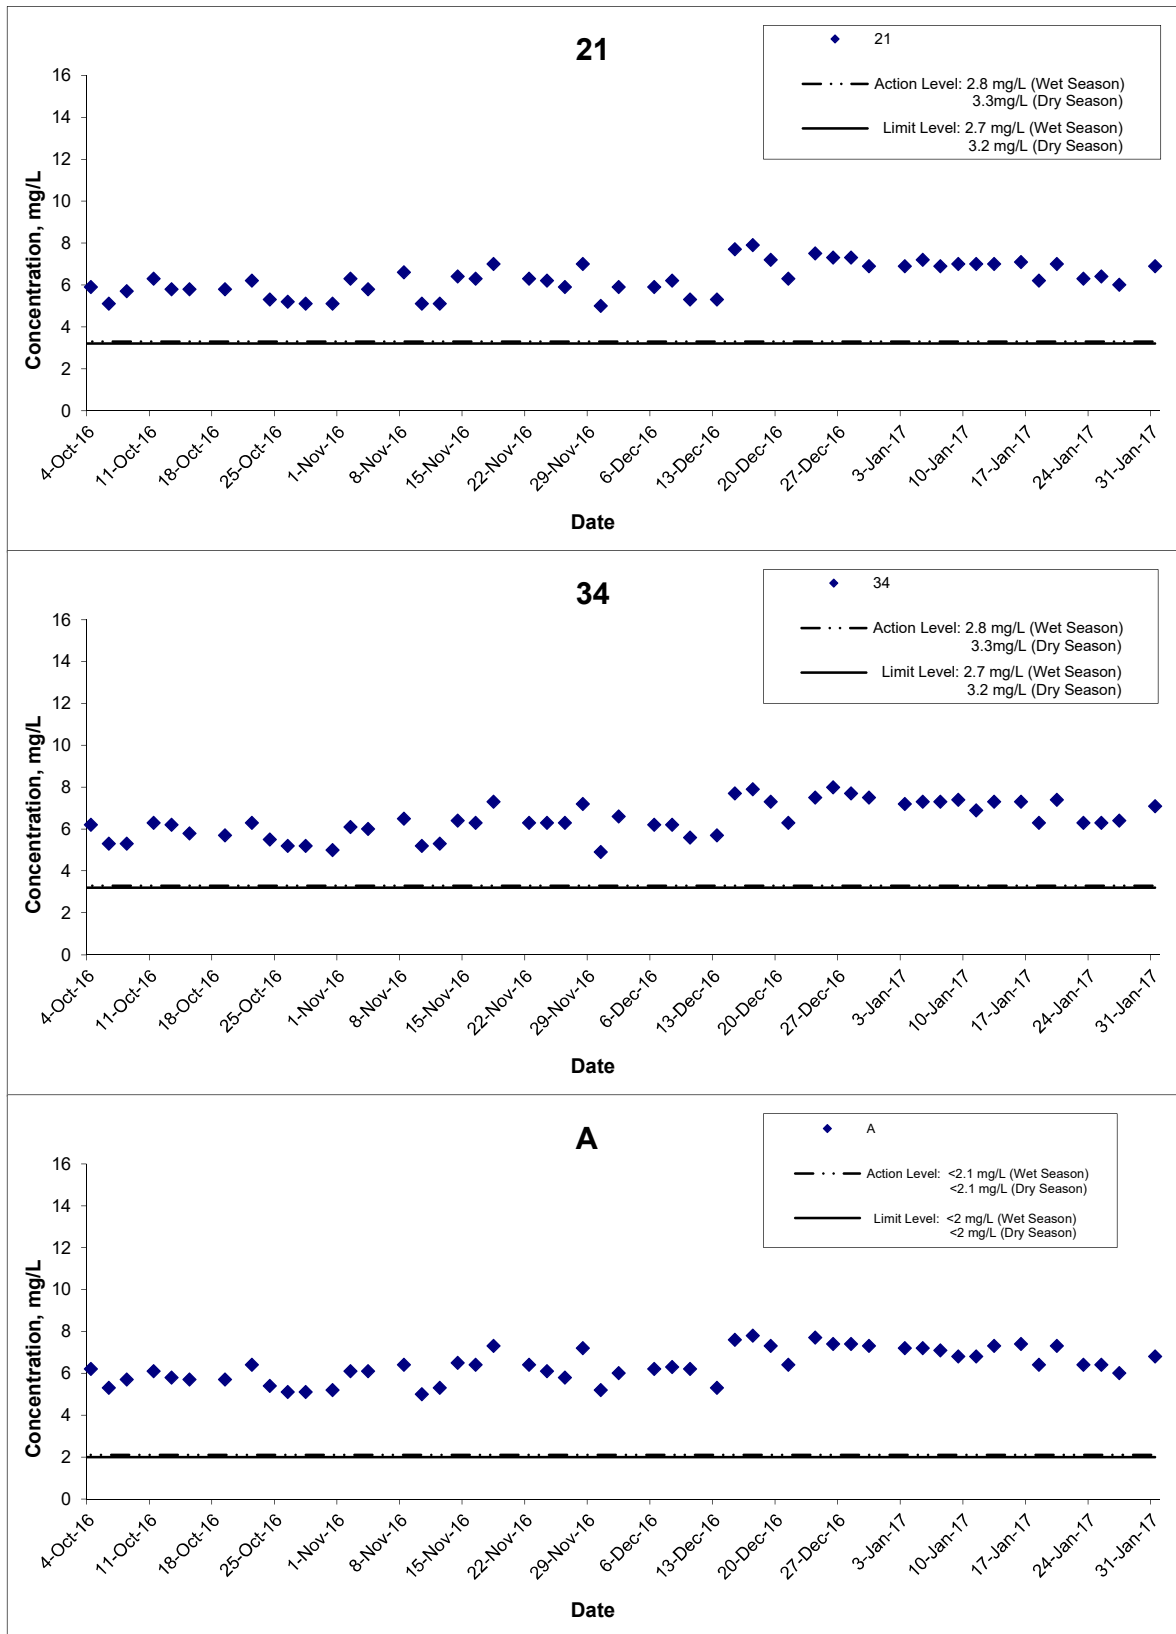 21
21
Action Level: 2.8 mg/L (Wet Season)
3.3mg/L (Dry Season)
Limit Level: 2.7 mg/L (Wet Season)
3.2 mg/L (Dry Season)
Concentration, mg/L
16
14
12
10
8
6
4
2
0
4-Oct-16
11-Oct-16
18-Oct-16
25-Oct-16
1-Nov-16
8-Nov-16
15-Nov-16
22-Nov-16
29-Nov-16
6-Dec-16
13-Dec-16
20-Dec-16
27-Dec-16
3-Jan-17
10-Jan-17
17-Jan-17
24-Jan-17
31-Jan-17
Date
34
34
Action Level: 2.8 mg/L (Wet Season)
3.3mg/L (Dry Season)
Limit Level: 2.7 mg/L (Wet Season)
3.2 mg/L (Dry Season)
Concentration, mg/L
16
14
12
10
8
6
4
2
0
4-Oct-16
11-Oct-16
18-Oct-16
25-Oct-16
1-Nov-16
8-Nov-16
15-Nov-16
22-Nov-16
29-Nov-16
6-Dec-16
13-Dec-16
20-Dec-16
27-Dec-16
3-Jan-17
10-Jan-17
17-Jan-17
24-Jan-17
31-Jan-17
Date
A
A
Action Level: <2.1 mg/L (Wet Season)
<2.1 mg/L (Dry Season)
Limit Level: <2 mg/L (Wet Season)
<2 mg/L (Dry Season)
Concentration, mg/L
16
14
12
10
8
6
4
2
0
4-Oct-16
11-Oct-16
18-Oct-16
25-Oct-16
1-Nov-16
8-Nov-16
15-Nov-16
22-Nov-16
29-Nov-16
6-Dec-16
13-Dec-16
20-Dec-16
27-Dec-16
3-Jan-17
10-Jan-17
17-Jan-17
24-Jan-17
31-Jan-17
Date